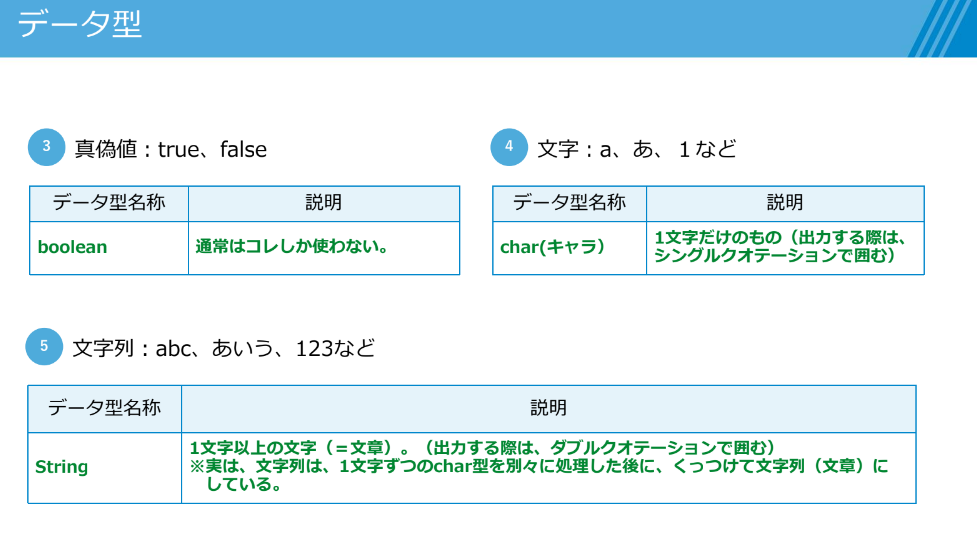 データ型
3 真偽値：true、false
データ型名称 説明
boolean 通常はコレしか使わない。
4 文字：a、あ、１など
データ型名称 説明
char(キャラ） 1文字だけのもの（出力する際は、
シングルクオテーションで囲む）
5 文字列：abc、あいう、123など
データ型名称 説明
String 1文字以上の文字（＝文章）。（出力する際は、ダブルクオテーションで囲む）
※実は、文字列は、1文字ずつのchar型を別々に処理した後に、くっつけて文字列（文章）に
している。